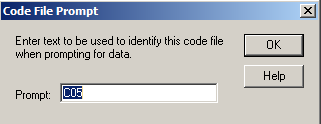 Code File Prompt
Enter text to be used to identify this code file
when prompting for data.
OK
Help
Prompt: C05